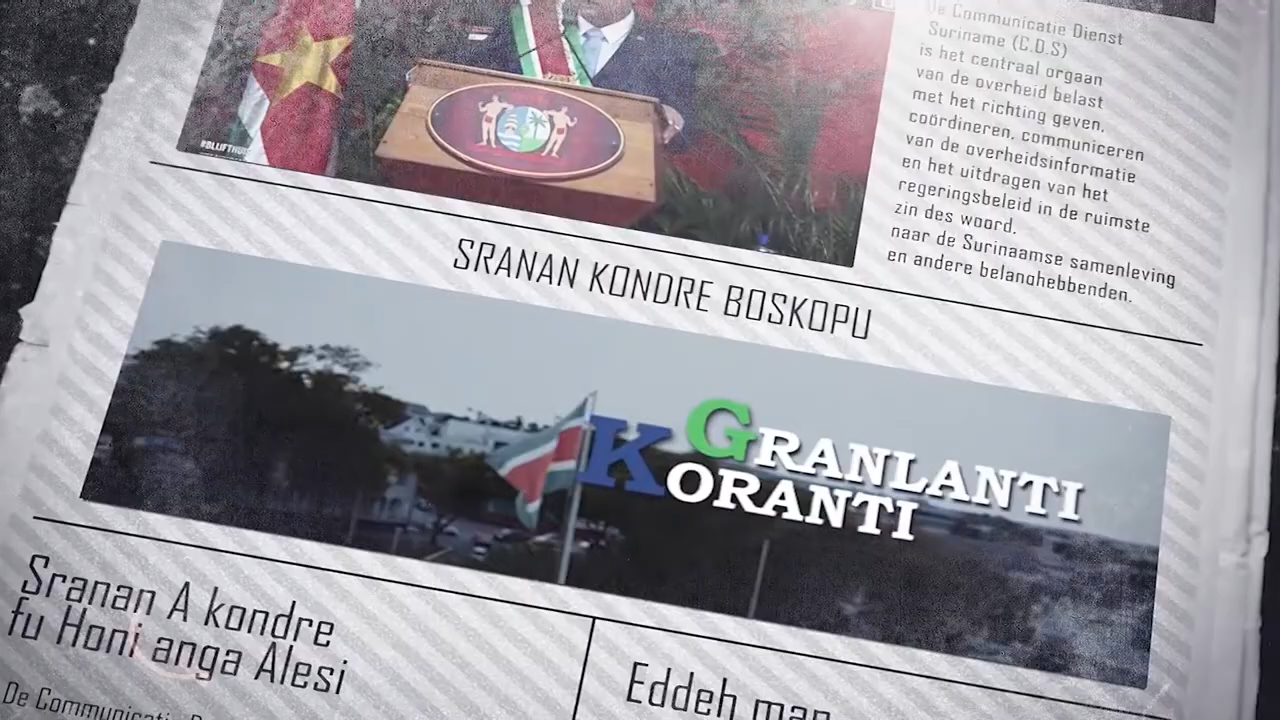 De Communicatie Dienst
Suriname (C.D.S)
is het centraal orgaan
van de overheid belast
met het richting geven,
coördineren, communiceren
van de overheidsinformatie
en het uitdragen van het
regeringsbeleid in de ruimste
zin des woord,
naar de Surinaamse samenleving
en andere belanghebbenden.
SRANAN KONDRE BOSKOPU
GRANLANTI
KORANTI
Sranan A kondre
fu Honi anga Alesi
De
Eddeh man